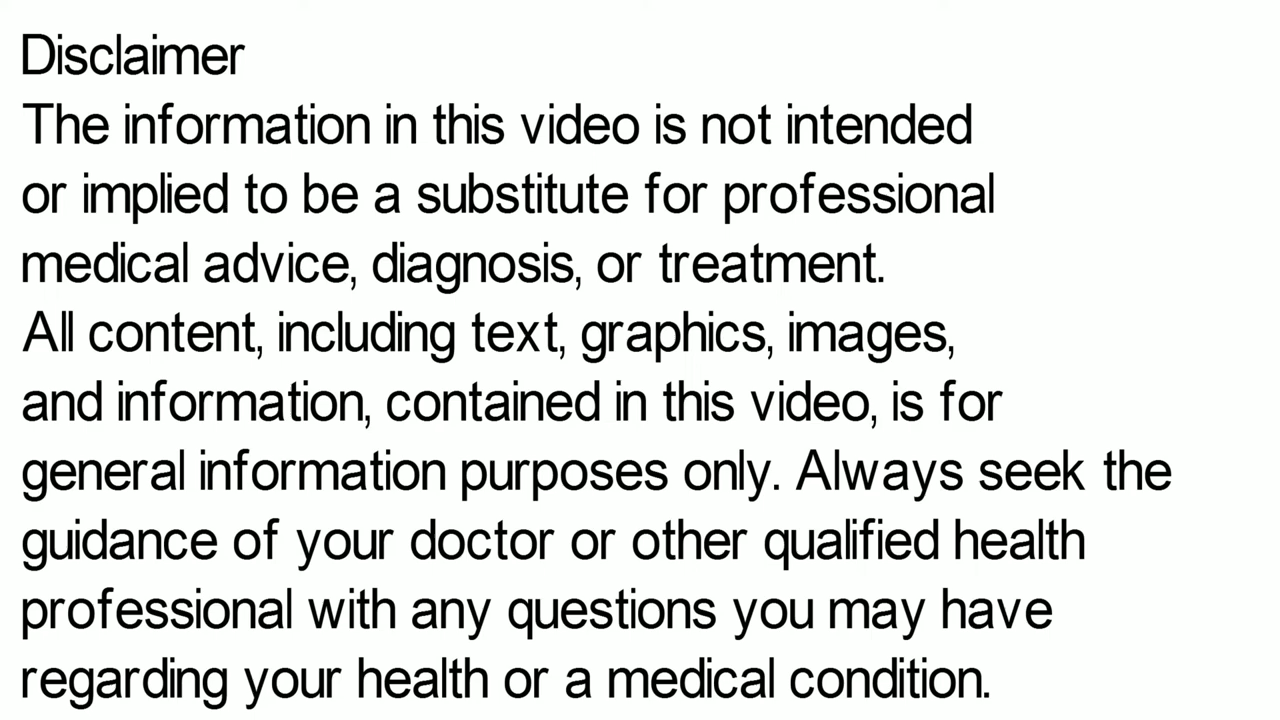 Disclaimer
The information in this video is not intended
or implied to be a substitute for professional
medical advice, diagnosis, or treatment.
All content, including text, graphics, images,
and information, contained in this video, is for
general information purposes only. Always seek the
guidance of your doctor or other qualified health
professional with any questions you may have
regarding your health or a medical condition.